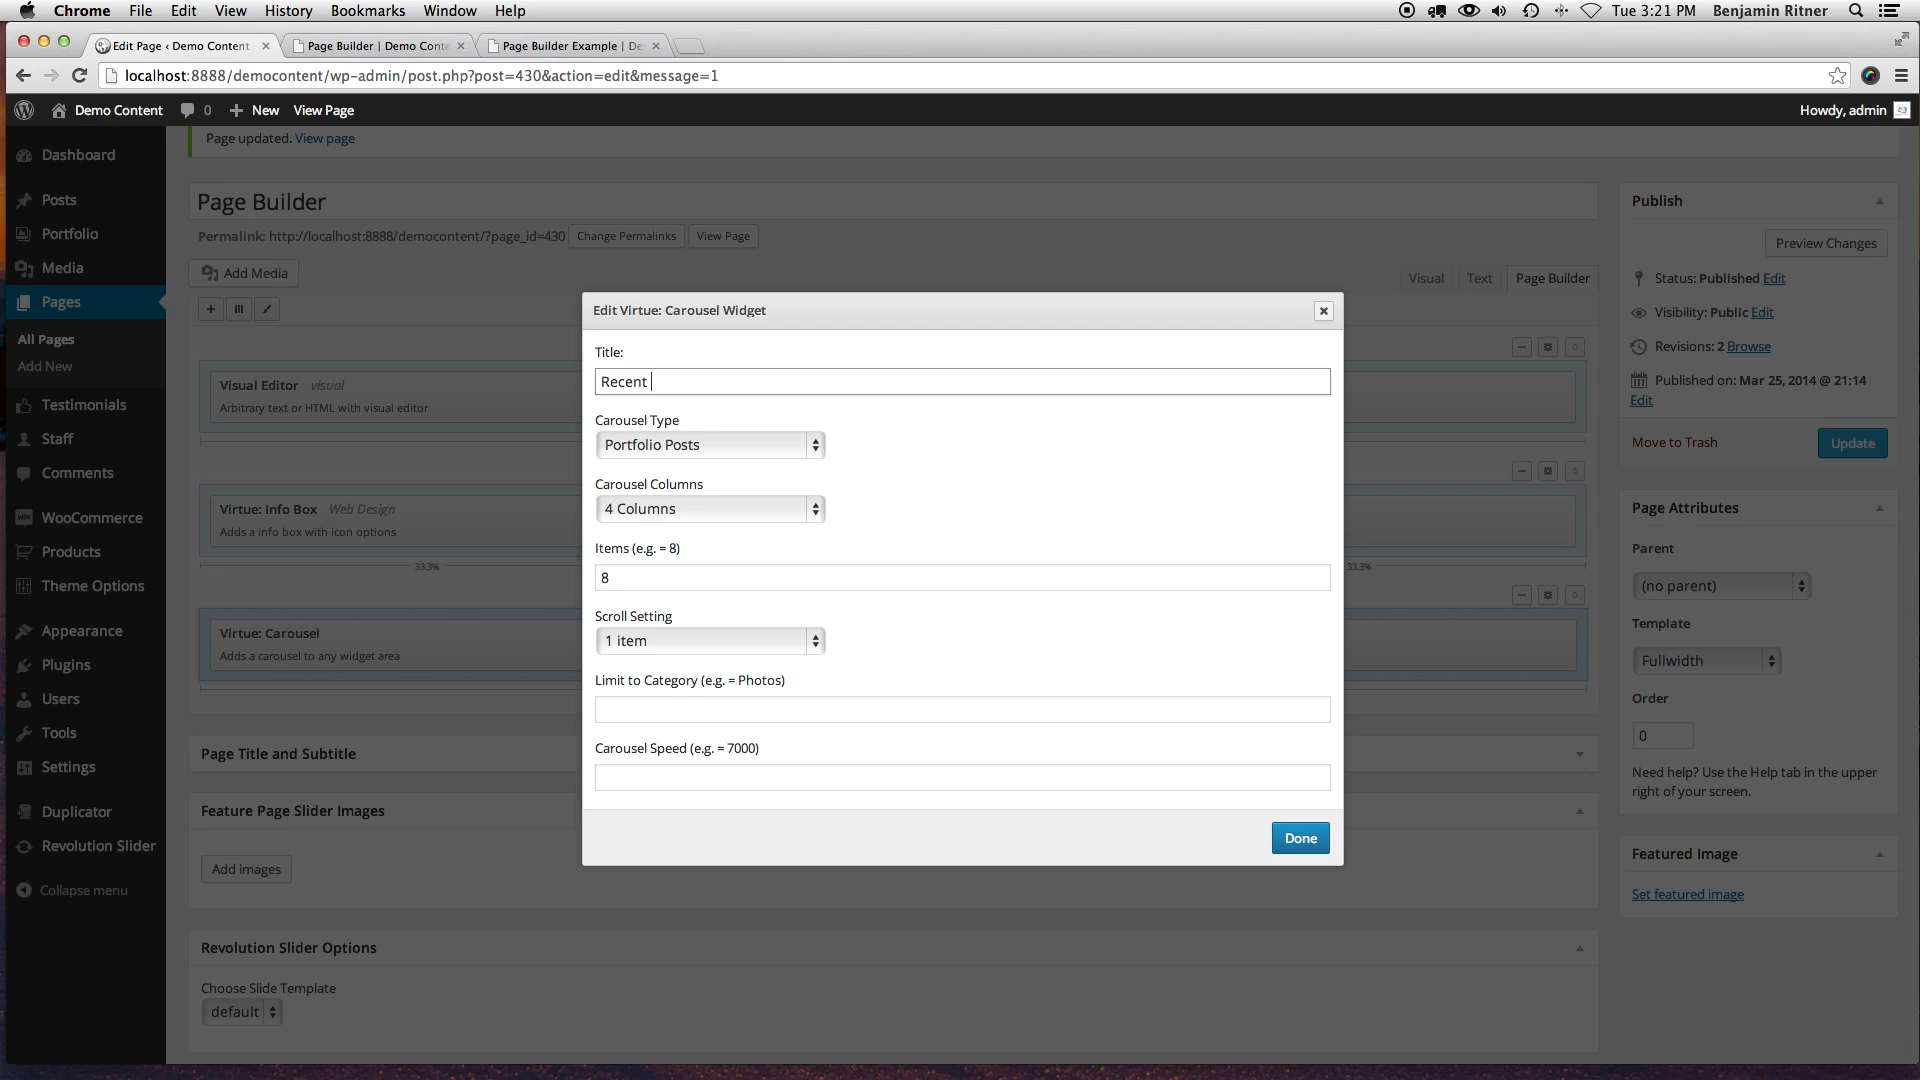 Chrome File Edit View History Bookmarks Window Help
Tue 3:21 PM Benjamin Ritner
Edit Page ‹ Demo Content
Page Builder | Demo Conte
Page Builder Example | De
localhost:8888/democontent/wp-admin/post.php?post=430&action=edit&message=1
Demo Content 0 New View Page
Howdy, admin
Page updated. View page
Dashboard
Posts
Portfolio
Media
Pages
All Pages
Add New
Testimonials
Staff
Comments
WooCommerce
Products
Theme Options
Appearance
Plugins
Users
Tools
Settings
Duplicator
Revolution Slider
Collapse menu
Page Builder
Permalink: http://localhost:8888/democontent/?page_id=430 Change Permalinks View Page
Add Media
Visual Text Page Builder
Visual Editor visual
Arbitrary text or HTML with visual editor
Virtue: Info Box Web Design
Adds a info box with icon options
33.3%
33.3%
Virtue: Carousel
Adds a carousel to any widget area
Page Title and Subtitle
Feature Page Slider Images
Add images
Revolution Slider Options
Choose Slide Template
default
Edit Virtue: Carousel Widget
Title:
Recent
Carousel Type
Portfolio Posts
Carousel Columns
4 Columns
Items (e.g. = 8)
8
Scroll Setting
1 item
Limit to Category (e.g. = Photos)
Carousel Speed (e.g. = 7000)
Done
Publish
Preview Changes
Status: Published Edit
Visibility: Public Edit
Revisions: 2 Browse
Published on: Mar 25, 2014 @ 21:14
Edit
Move to Trash
Update
Page Attributes
Parent
(no parent)
Template
Fullwidth
Order
0
Need help? Use the Help tab in the upper
right of your screen.
Featured Image
Set featured image